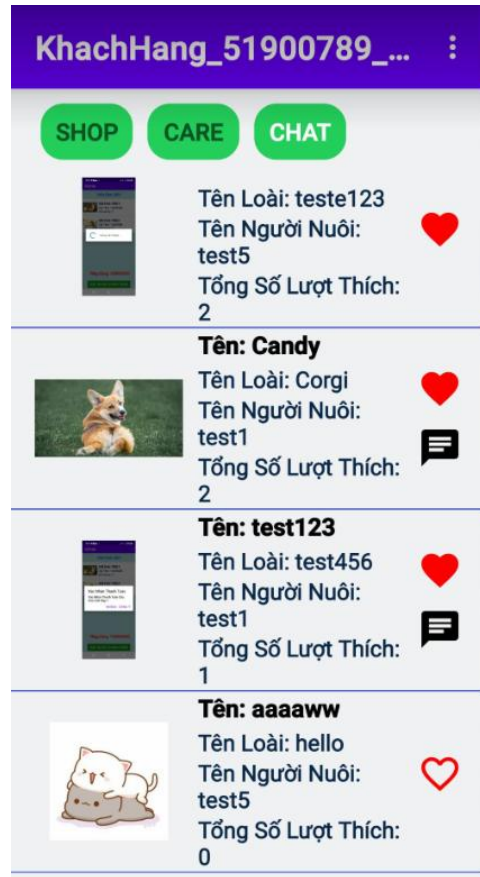 KhachHang_51900789_...
SHOP CARE CHAT
Tên Loài: teste123
Tên Người Nuôi:
test5
Tổng Số Lượt Thích:
2
Tên: Candy
Tên Loài: Corgi
Tên Người Nuôi:
test1
Tổng Số Lượt Thích:
2
Tên: test123
Tên Loài: test456
Tên Người Nuôi:
test1
Tổng Số Lượt Thích:
1
Tên: aaaaww
Tên Loài: hello
Tên Người Nuôi:
test5
Tổng Số Lượt Thích:
0